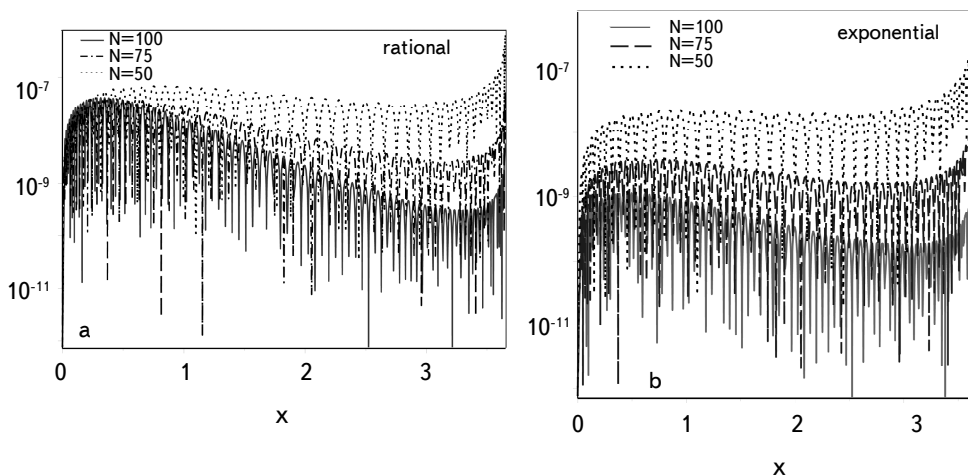 N=100
N=75
N=50
rational
10-7
10-9
10-11
a
0 1 2 3
x
N=100
N=75
N=50
exponential
10-7
10-9
10-11
b
0 1 2 3
x